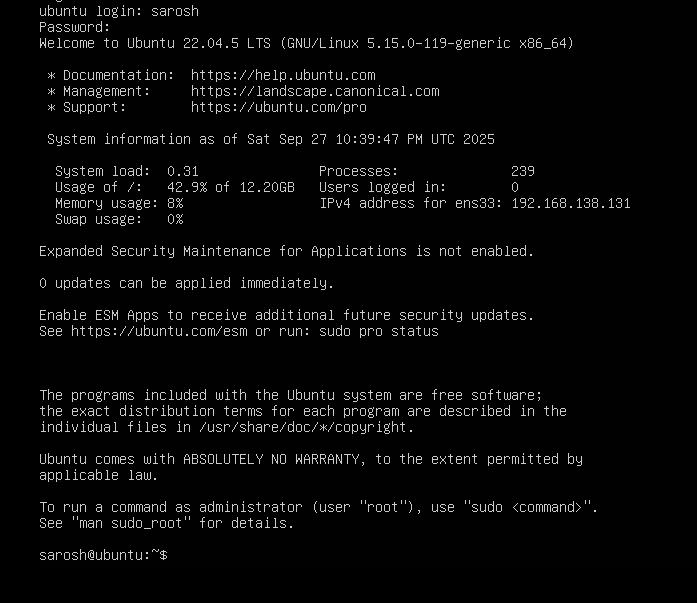 ubuntu login: sarosh
Password:
Welcome to Ubuntu 22.04.5 LTS (GNU/Linux 5.15.0-119-generic x86_64)
* Documentation:  https://help.ubuntu.com
* Management:     https://landscape.canonical.com
* Support:        https://ubuntu.com/pro
System information as of Sat Sep 27 10:39:47 PM UTC 2025
System load:  0.31               Processes:              239
Usage of /:   42.9% of 12.20GB   Users logged in:        0
Memory usage: 8%                 IPv4 address for ens33: 192.168.138.131
Swap usage:   0%
Expanded Security Maintenance for Applications is not enabled.
0 updates can be applied immediately.
Enable ESM Apps to receive additional future security updates.
See https://ubuntu.com/esm or run: sudo pro status
The programs included with the Ubuntu system are free software;
the exact distribution terms for each program are described in the
individual files in /usr/share/doc/*/copyright.
Ubuntu comes with ABSOLUTELY NO WARRANTY, to the extent permitted by
applicable law.
To run a command as administrator (user "root"), use "sudo <command>".
See "man sudo_root" for details.
sarosh@ubuntu:~$